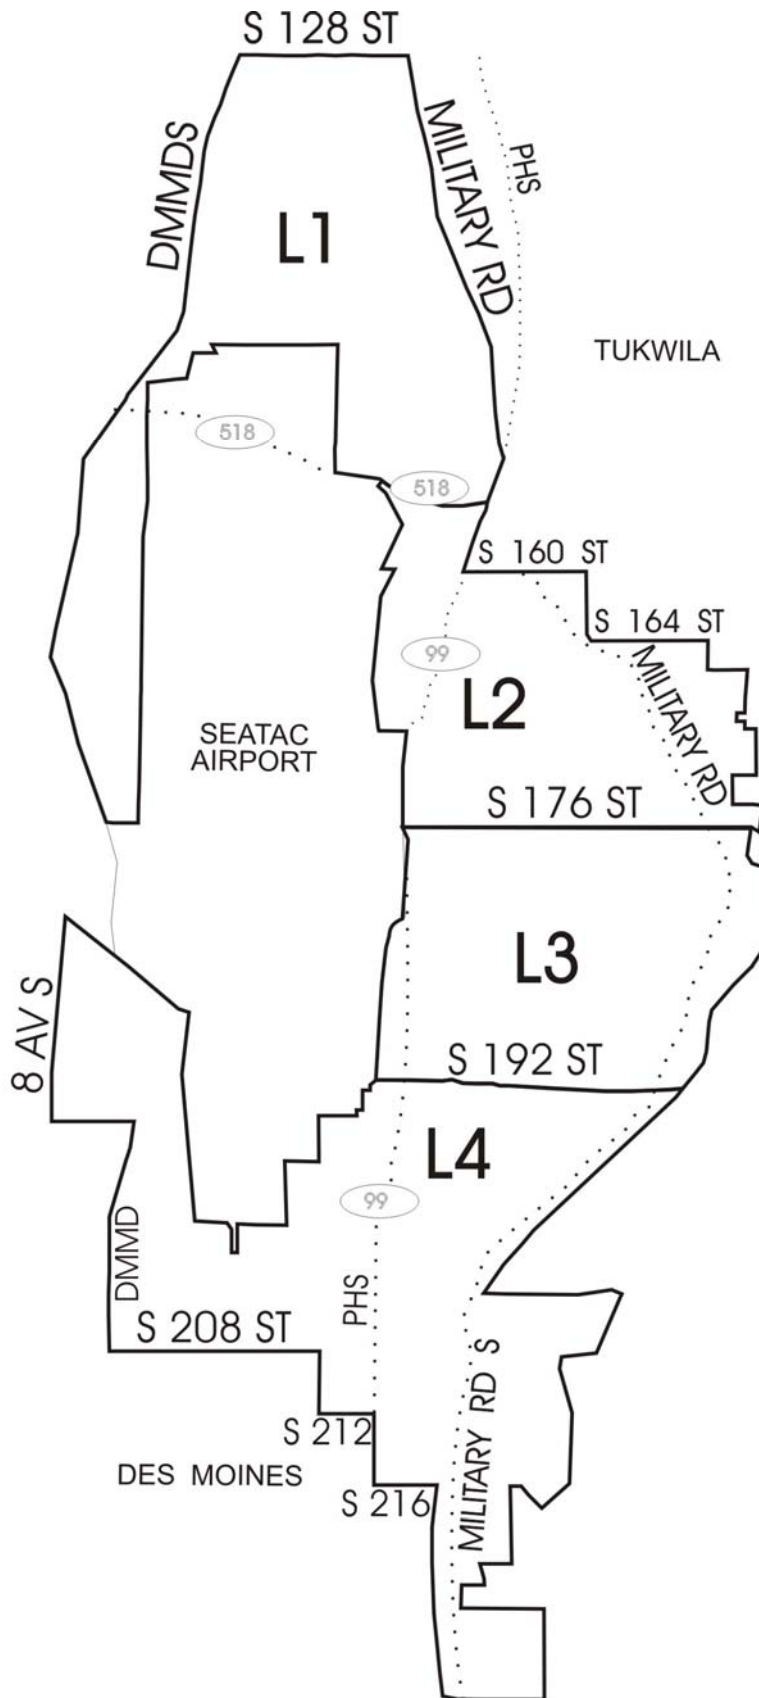 S 128 ST
DMMDS
MILITARY RD
PHS
L1
TUKWILA
518
518
S 160 ST
S 164 ST
99
MILITARY RD
L2
SEATAC
AIRPORT
S 176 ST
L3
8 AV S
S 192 ST
L4
99
DMMD
PHS
S 208 ST
MILITARY RD S
S 212
DES MOINES
S 216